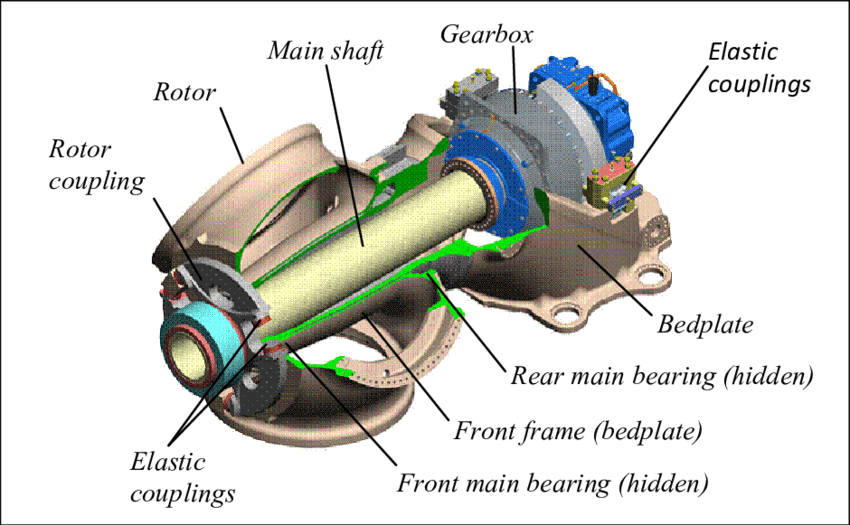 Gearbox
Main shaft
Elastic
couplings
Rotor
Rotor
coupling
Bedplate
Rear main bearing (hidden)
Front frame (bedplate)
Elastic
couplings
Front main bearing (hidden)